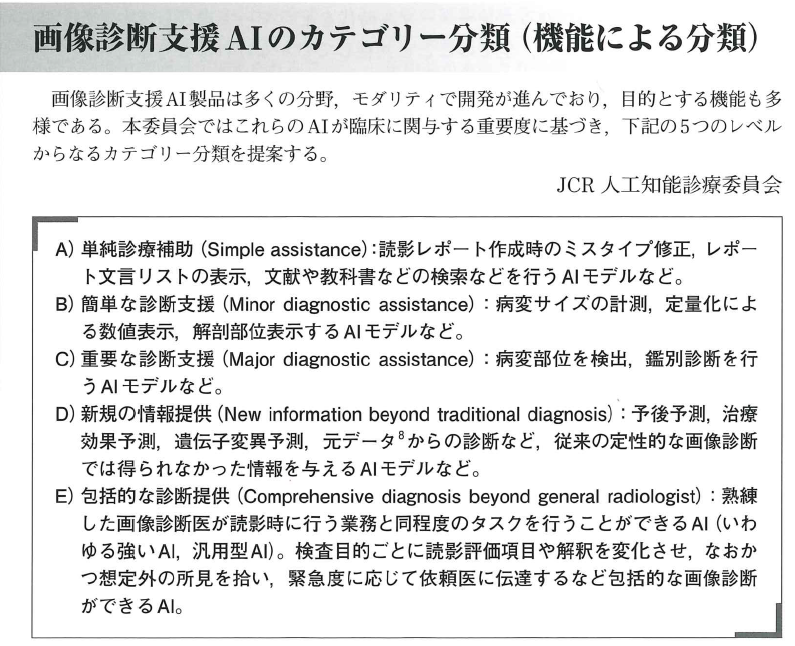 画像診断支援AIのカテゴリー分類（機能による分類）
画像診断支援AI製品は多くの分野，モダリティで開発が進んでおり，目的とする機能も多
様である。本委員会ではこれらのAIが臨床に関与する重要度に基づき，下記の5つのレベル
からなるカテゴリー分類を提案する。
JCR 人工知能診療委員会
A）単純診療補助（Simple assistance）：読影レポート作成時のミスタイプ修正，レポー
ト文言リストの表示，文献や教科書などの検索などを行うAIモデルなど。
B）簡単な診断支援（Minor diagnostic assistance）：病変サイズの計測，定量化によ
る数値表示，解剖部位表示するAIモデルなど。
C）重要な診断支援（Major diagnostic assistance）：病変部位を検出，鑑別診断を行
うAIモデルなど。
D）新規の情報提供（New information beyond traditional diagnosis）：予後予測，治療
効果予測，遺伝子変異予測，元データ8からの診断など，従来の定性的な画像診断
では得られなかった情報を与えるAIモデルなど。
E）包括的な診断提供（Comprehensive diagnosis beyond general radiologist）：熟練
した画像診断医が読影時に行う業務と同程度のタスクを行うことができるAI（いわ
ゆる強いAI，汎用型AI）。検査目的ごとに読影評価項目や解釈を変化させ，なおか
つ想定外の所見を拾い，緊急度に応じて依頼医に伝達するなど包括的な画像診断
ができるAI。